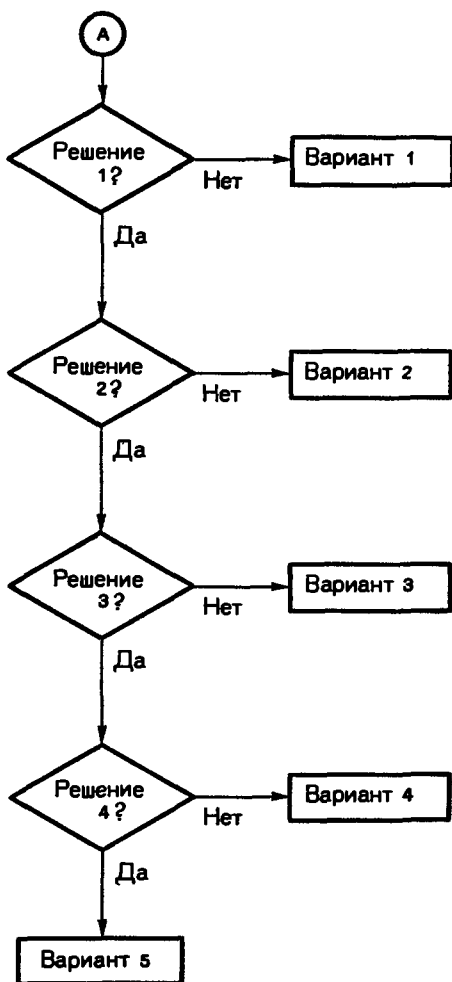 А
Решение
1?
Вариант 1
Нет
Да
Решение
2?
Вариант 2
Нет
Да
Решение
3?
Вариант 3
Нет
Да
Решение
4?
Вариант 4
Нет
Да
Вариант 5